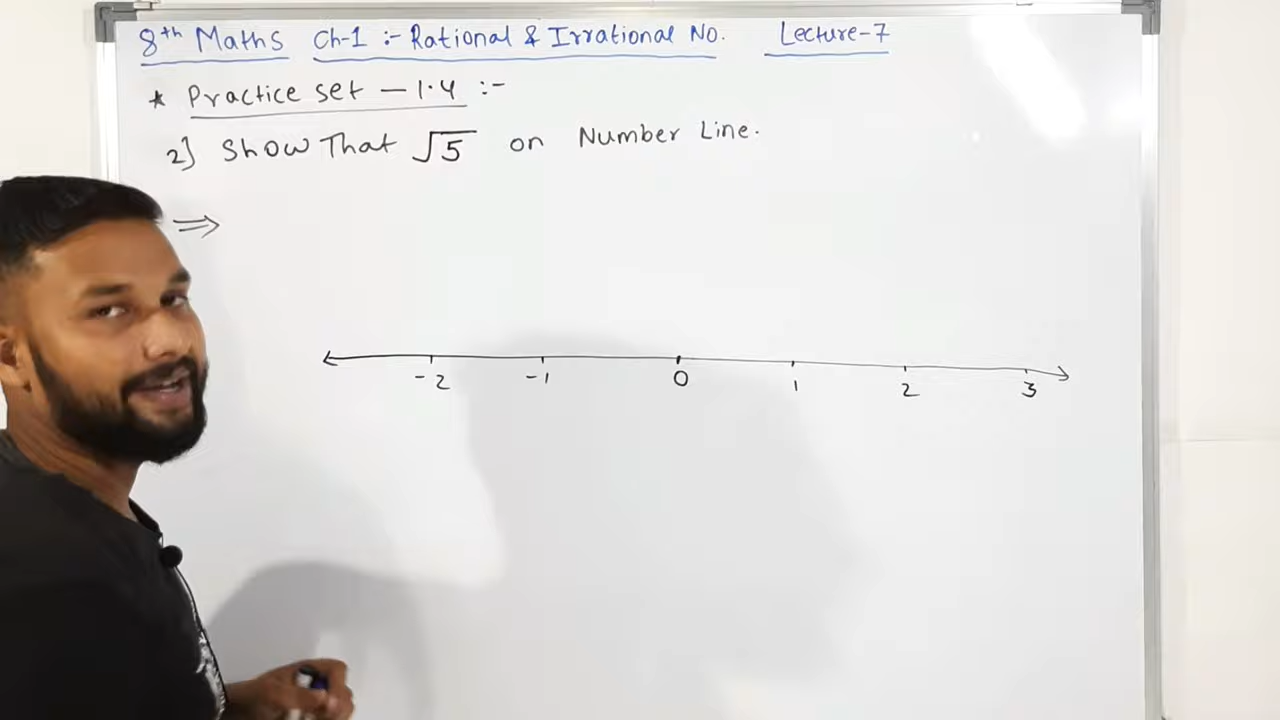 8th Maths Ch-1 :- Rational & Irrational No. Lecture-7
* Practice set - 1.4 :-
2] Show That √5 on Number Line.
⇒
-2 -1 0 1 2 3